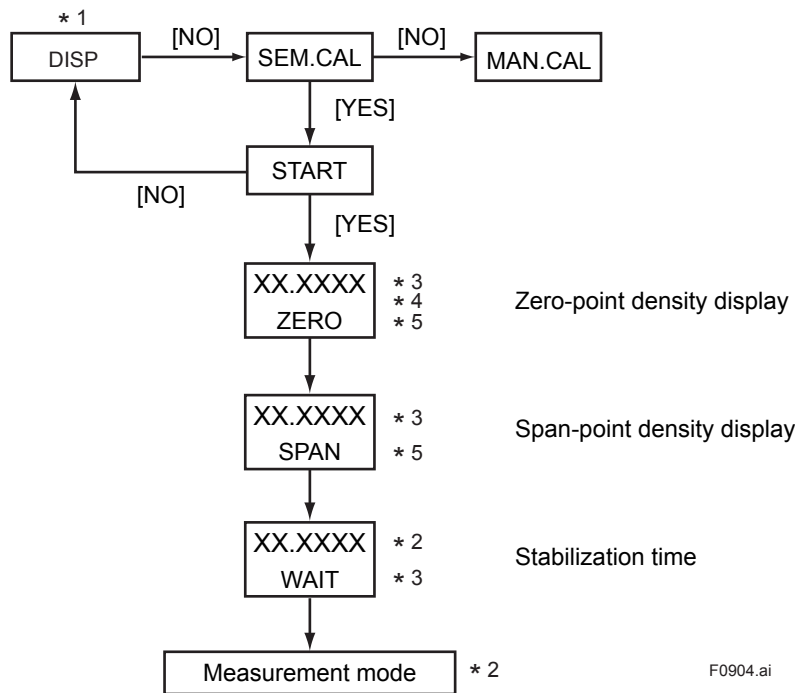 * 1
DISP
[NO]
SEM.CAL
[NO]
MAN.CAL
[YES]
START
[NO]
[YES]
XX.XXXX
ZERO
* 3
* 4
* 5
Zero-point density display
XX.XXXX
SPAN
* 3
* 5
Span-point density display
XX.XXXX
WAIT
* 2
* 3
Stabilization time
Measurement mode
* 2
F0904.ai